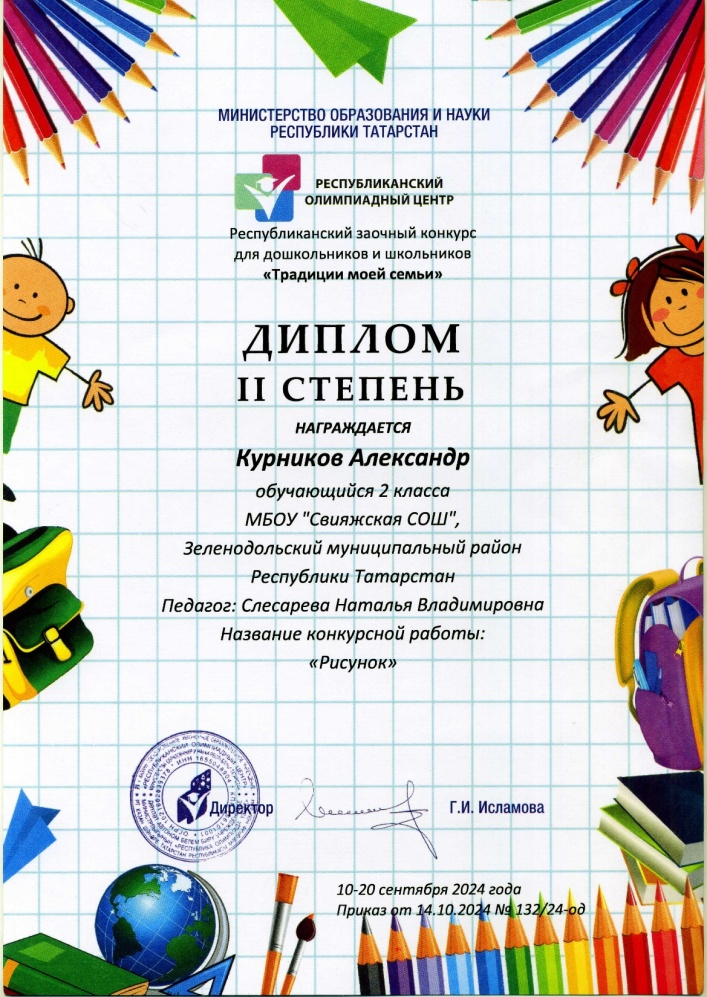 МИНИСТЕРСТВО ОБРАЗОВАНИЯ И НАУКИ
РЕСПУБЛИКИ ТАТАРСТАН
РЕСПУБЛИКАНСКИЙ
ОЛИМПИАДНЫЙ ЦЕНТР
Республиканский заочный конкурс
для дошкольников и школьников
«Традиции моей семьи»
ДИПЛОМ
II СТЕПЕНЬ
НАГРАЖДАЕТСЯ
Курников Александр
обучающийся 2 класса
МБОУ "Свияжская СОШ",
Зеленодольский муниципальный район
Республики Татарстан
Педагог: Слесарева Наталья Владимировна
Название конкурсной работы:
«Рисунок»
Директор
Г.И. Исламова
10-20 сентября 2024 года
Приказ от 14.10.2024 № 132/24-од